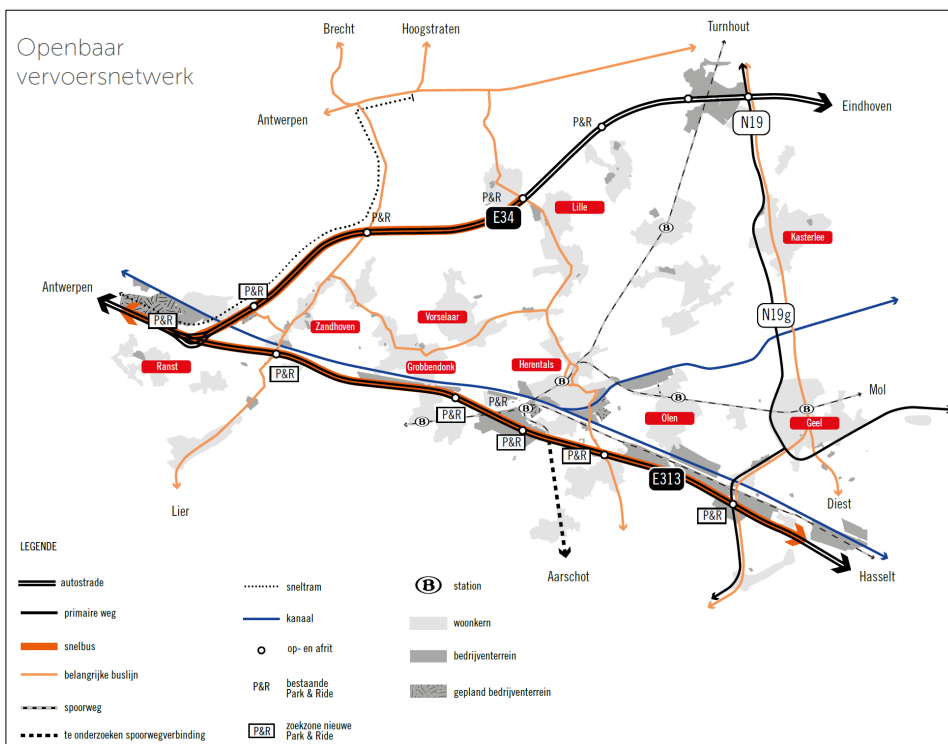 Openbaar
vervoersnetwerk
Brecht
Hoogstraten
Turnhout
Antwerpen
P&R
Eindhoven
N19
P&R
Lille
E34
P&R
B
Kasterlee
Antwerpen
P&R
P&R
Zandhoven
Vorselaar
N19g
Ranst
P&R
Grobbendonk
Herentals
B
B
Mol
P&R
P&R
B
B
Olen
Geel
P&R
P&R
E313
P&R
Diest
Lier
Aarschot
Hasselt
LEGENDE
autostrade
primaire weg
snelbus
belangrijke buslijn
spoorweg
te onderzoeken spoorwegverbinding
sneltram
kanaal
op- en afrit
P&R bestaande
Park & Ride
P&R zoekzone nieuwe
Park & Ride
B station
woonkern
bedrijventerrein
gepland bedrijventerrein